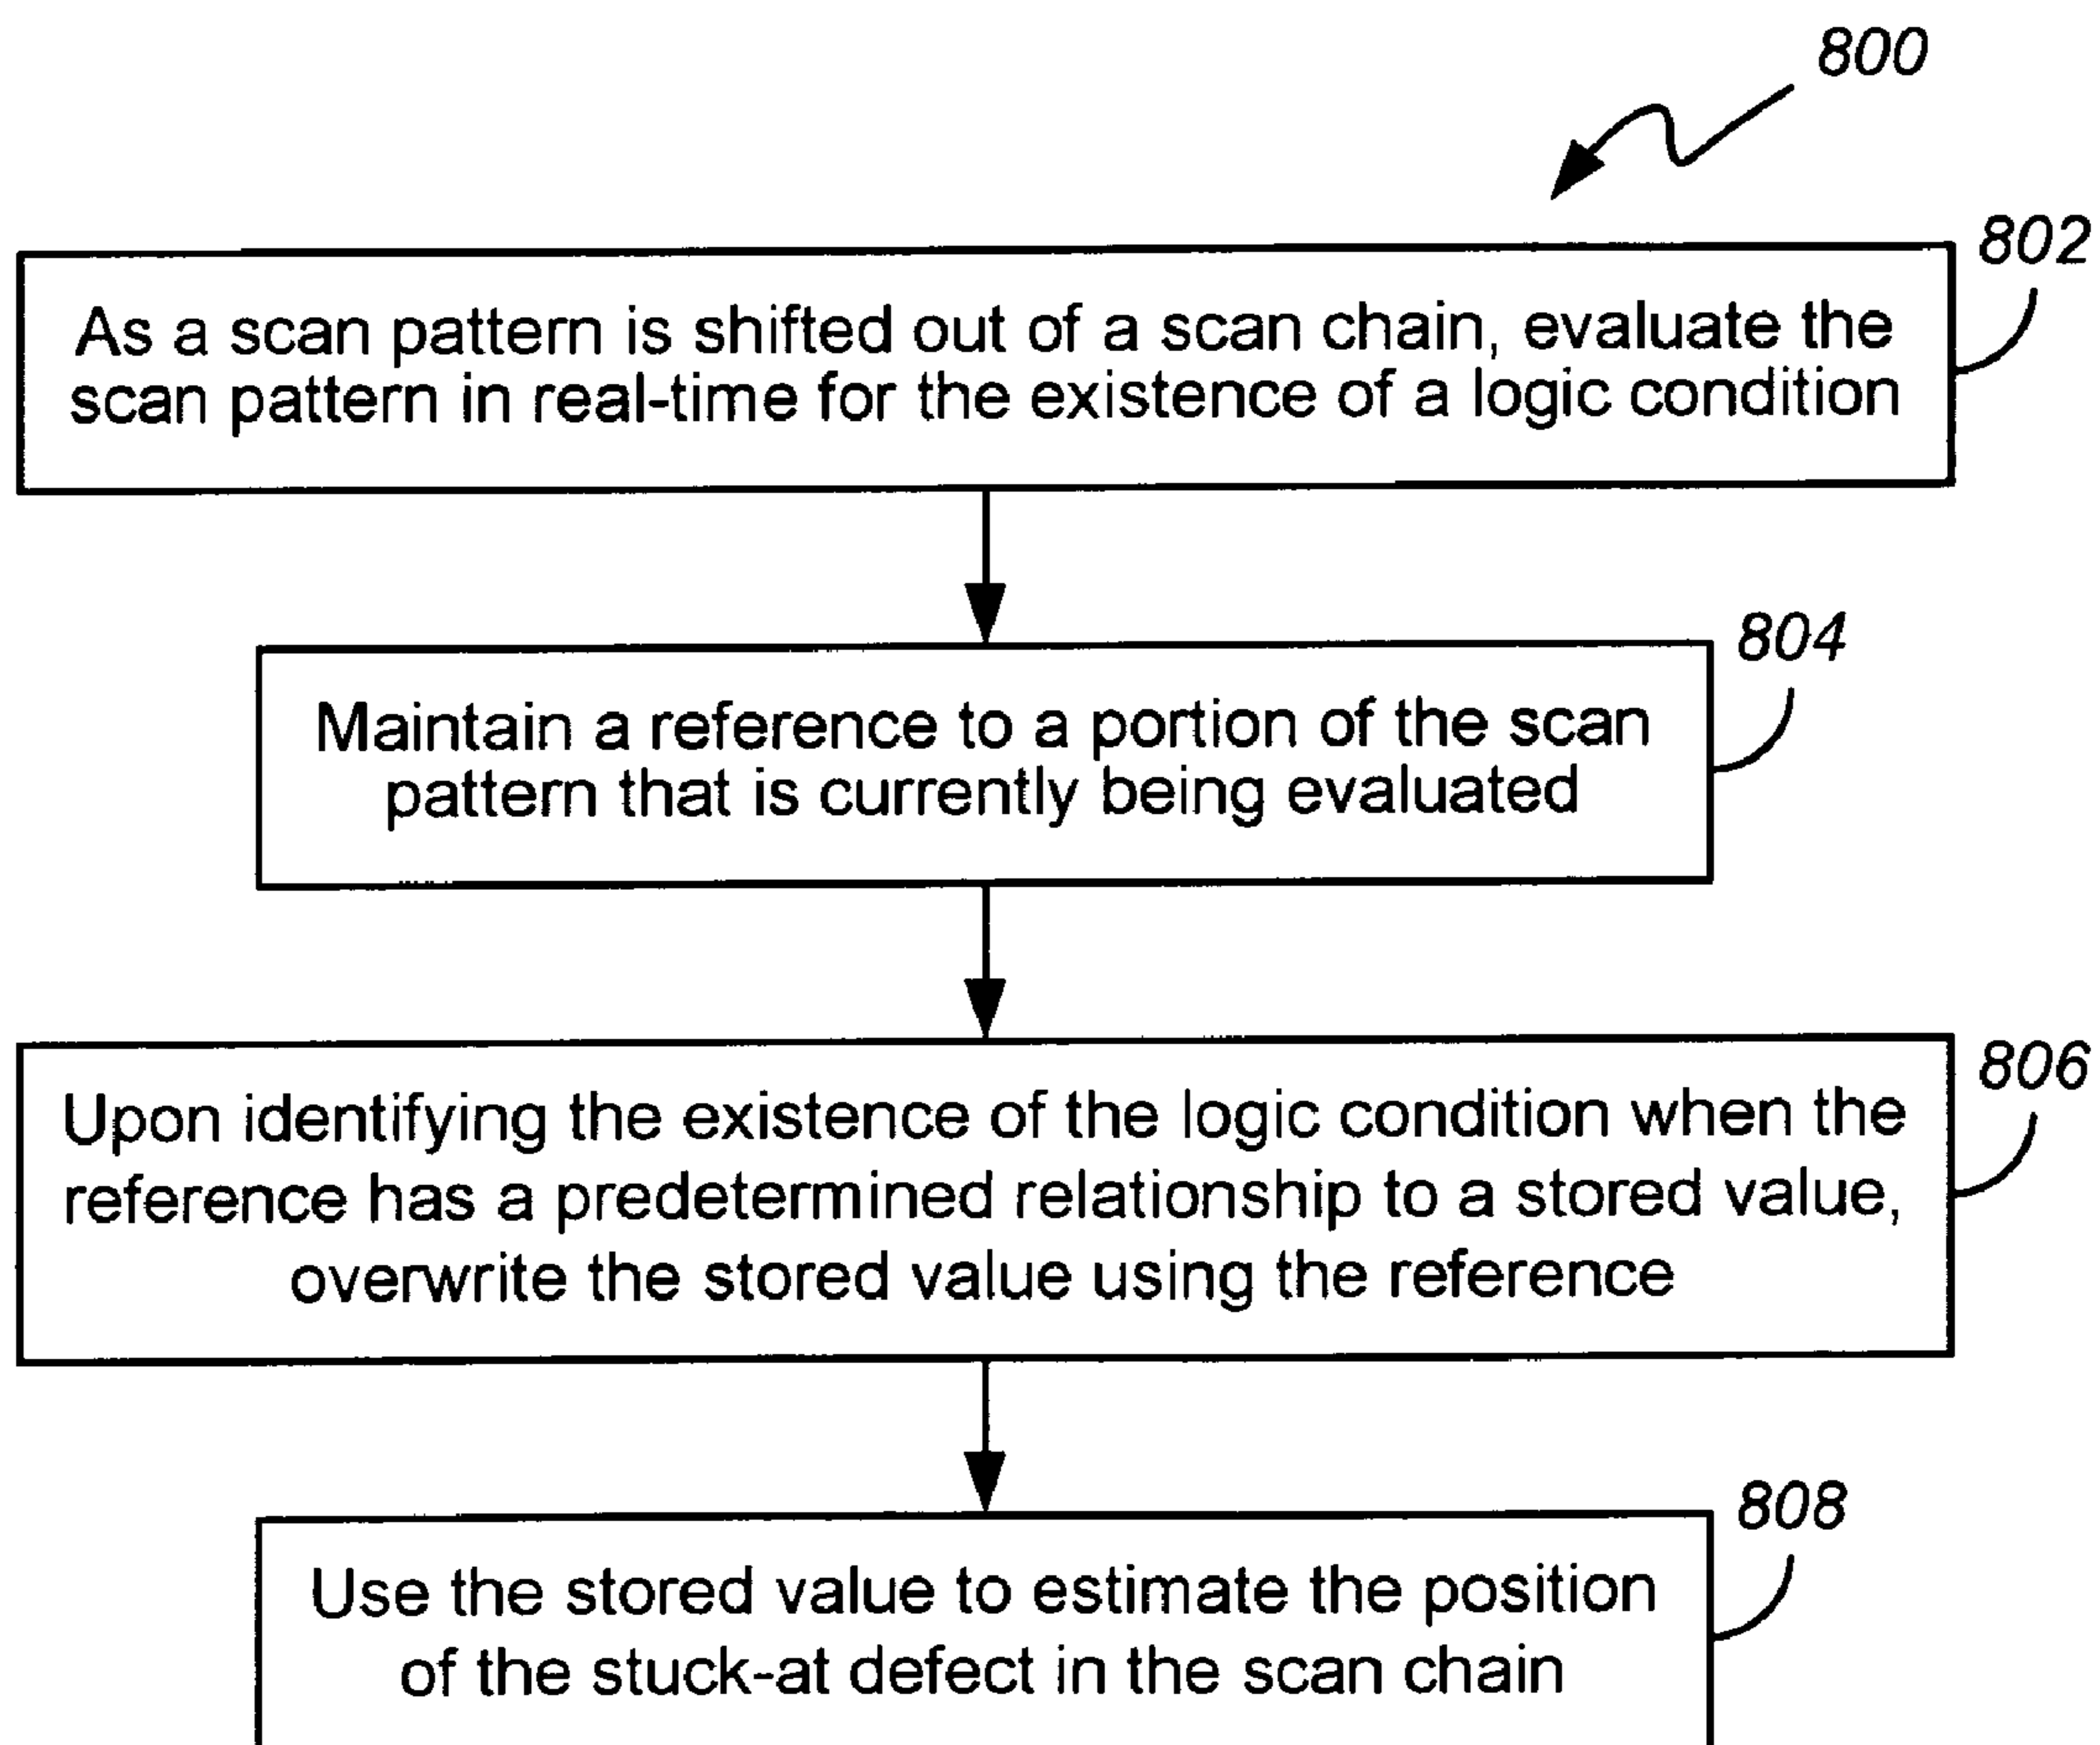 800
802
As a scan pattern is shifted out of a scan chain, evaluate the
scan pattern in real-time for the existence of a logic condition
804
Maintain a reference to a portion of the scan
pattern that is currently being evaluated
806
Upon identifying the existence of the logic condition when the
reference has a predetermined relationship to a stored value,
overwrite the stored value using the reference
808
Use the stored value to estimate the position
of the stuck-at defect in the scan chain